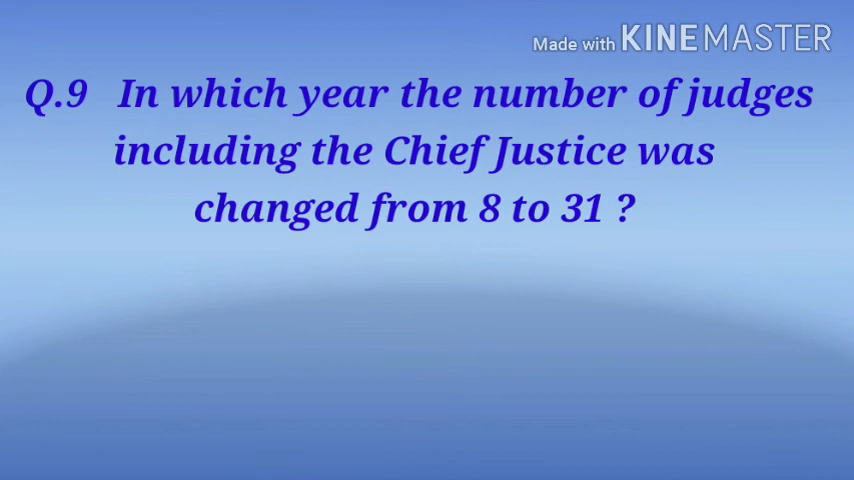 Made with KINEMASTER
Q.9 In which year the number of judges
including the Chief Justice was
changed from 8 to 31 ?